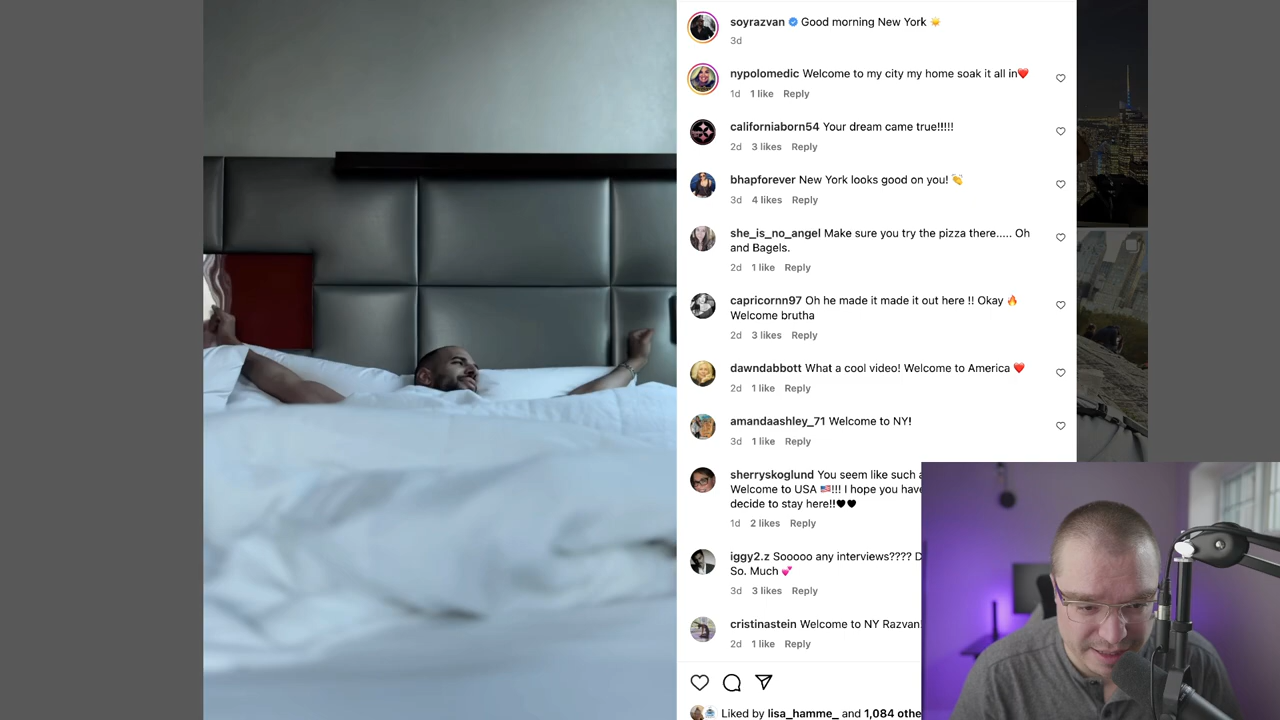 soyrazvan Good morning New York ☀️
3d
nypolomedic Welcome to my city my home soak it all in❤️
1d 1 like Reply
californiaborn54 Your dream came true!!!!!
2d 3 likes Reply
bhapforever New York looks good on you! 👏
3d 4 likes Reply
she_is_no_angel Make sure you try the pizza there..... Oh
and Bagels.
2d 1 like Reply
capricornn97 Oh he made it made it out here !! Okay 🔥
Welcome brutha
2d 3 likes Reply
dawndabbott What a cool video! Welcome to America ❤️
2d 1 like Reply
amandaashley_71 Welcome to NY!
3d 1 like Reply
sherryskoglund You seem like such
Welcome to USA 🇺🇸!!! I hope you have
decide to stay here!!🖤🖤
1d 2 likes Reply
iggy2.z Sooooo any interviews????
So. Much 💕
3d 3 likes Reply
cristinastein Welcome to NY Razvan
2d 1 like Reply
Liked by lisa_hamme_ and 1,084 othe